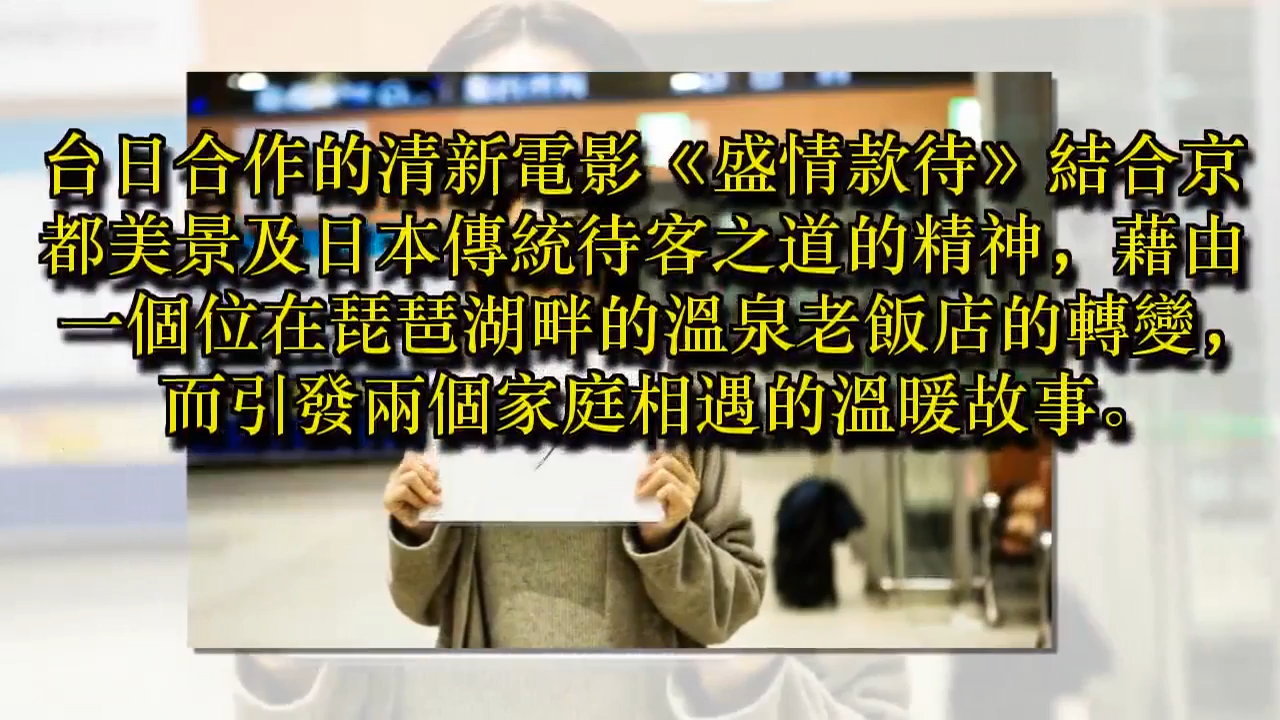 台日合作的清新電影《盛情款待》結合京
都美景及日本傳統待客之道的精神，藉由
一個位在琵琶湖畔的溫泉老飯店的轉變，
而引發兩個家庭相遇的溫暖故事。